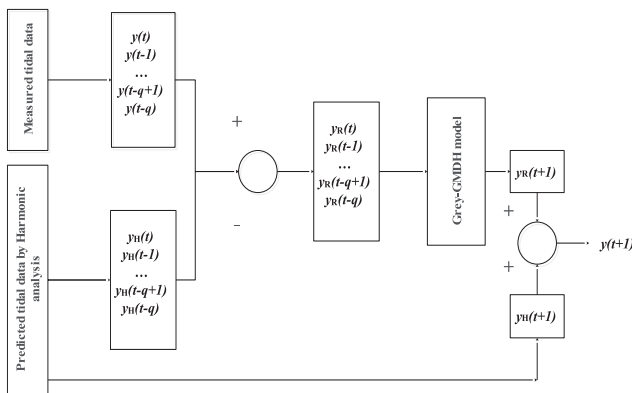 Measured tidal data
y(t)
y(t-1)
...
y(t-q+1)
y(t-q)
Predicted tidal data by Harmonic
analysis
yH(t)
yH(t-1)
...
yH(t-q+1)
yH(t-q)
+
-
yR(t)
yR(t-1)
...
yR(t-q+1)
yR(t-q)
Grey-GMDH model
yR(t+1)
+
+
y(t+1)
yH(t+1)